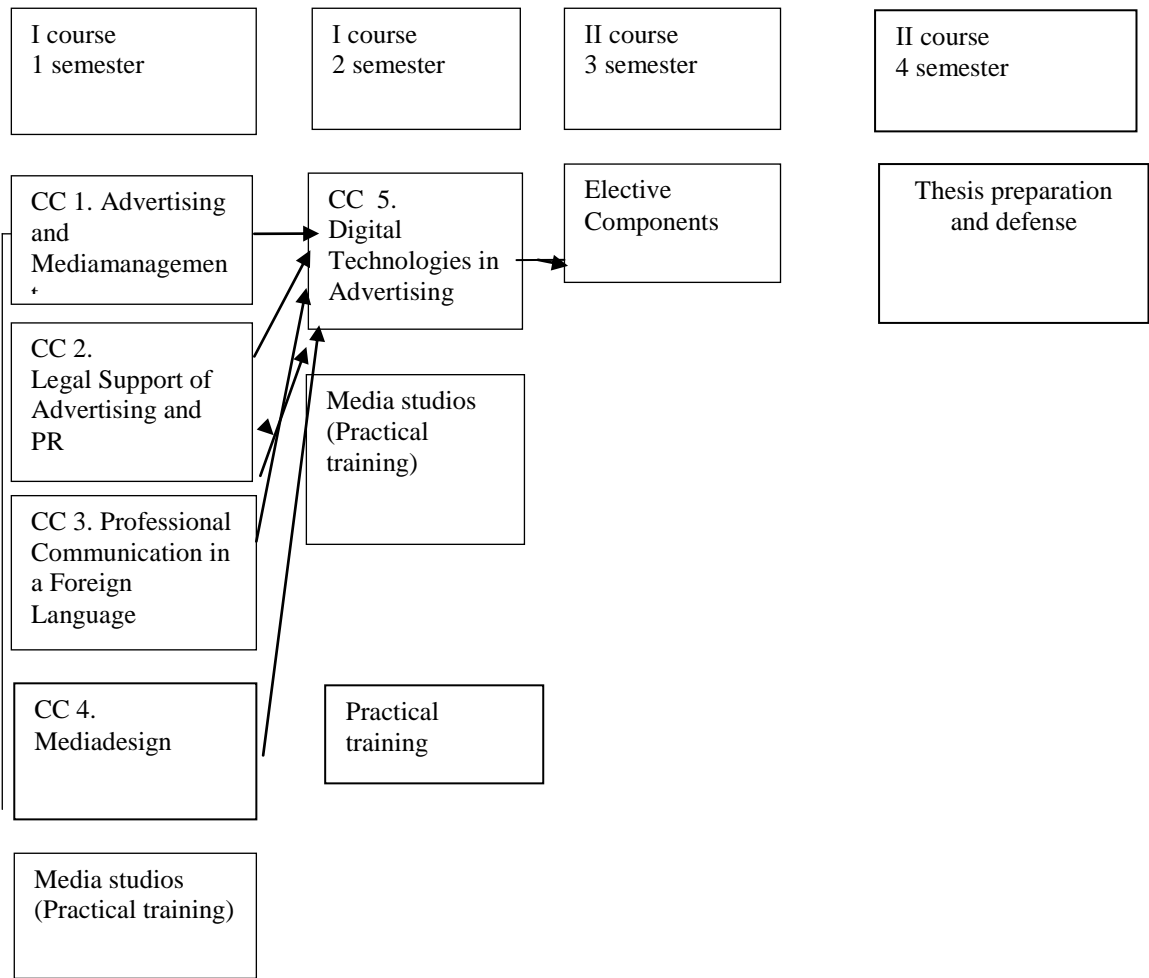 I course
1 semester
I course
2 semester
II course
3 semester
II course
4 semester
CC 1. Advertising
and
Mediamanagemen
t
CC 2.
Legal Support of
Advertising and
PR
CC 3. Professional
Communication in
a Foreign
Language
CC 4.
Mediadesign
Media studios
(Practical training)
CC 5.
Digital
Technologies in
Advertising
Media studios
(Practical
training)
Practical
training
Elective
Components
Thesis preparation
and defense